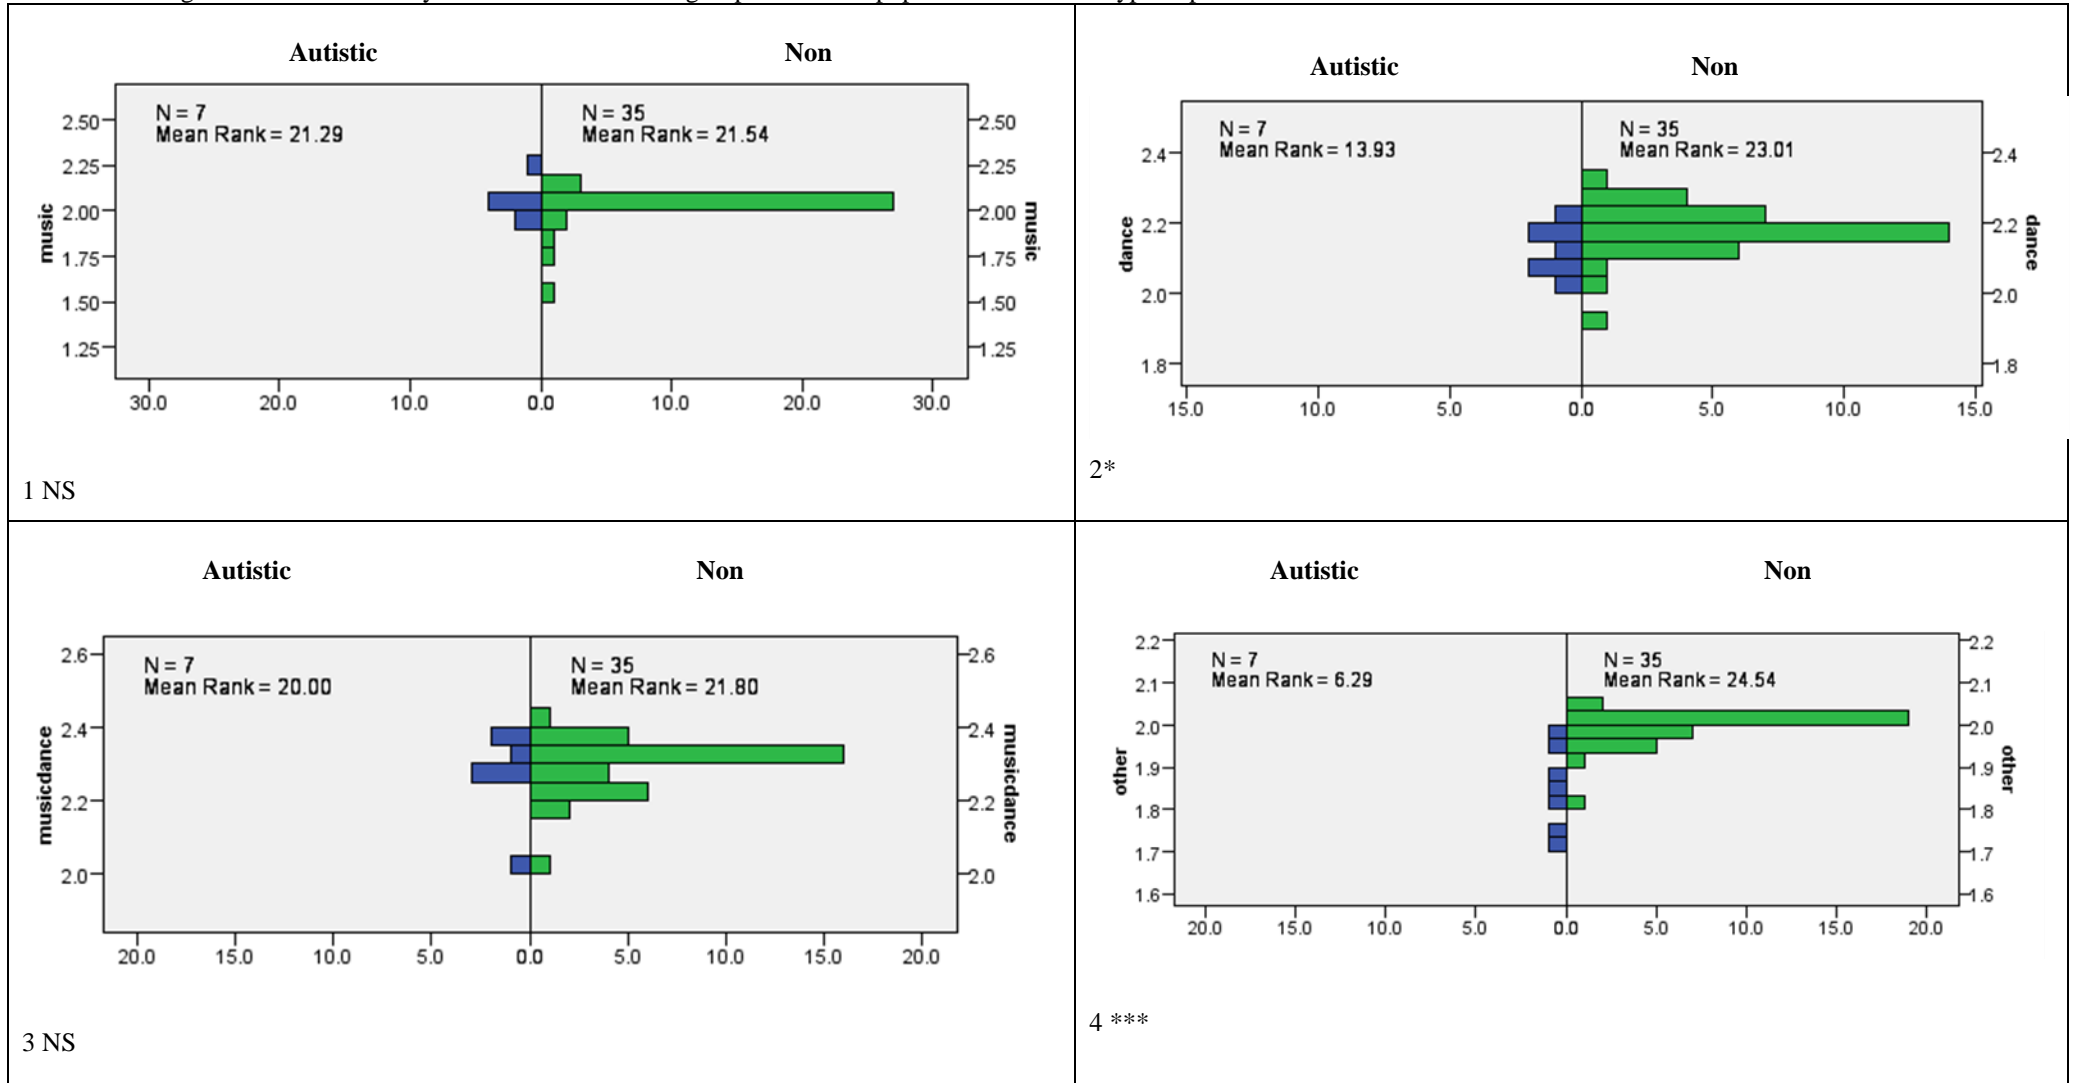 Autistic Non
N = 7 N = 35
Mean Rank = 21.29 Mean Rank = 21.54
2.50 2.50
2.25 2.25
2.00 2.00
1.75 1.75
1.50 1.50
1.25 1.25
music music
30.0 20.0 10.0 0.0 10.0 20.0 30.0
1 NS
Autistic Non
N = 7 N = 35
Mean Rank = 13.93 Mean Rank = 23.01
2.4 2.4
2.2 2.2
2.0 2.0
1.8 1.8
dance dance
15.0 10.0 5.0 0.0 5.0 10.0 15.0
2*
Autistic Non
N = 7 N = 35
Mean Rank = 20.00 Mean Rank = 21.80
2.6 2.6
2.4 2.4
2.2 2.2
2.0 2.0
musicdance musicdance
20.0 15.0 10.0 5.0 0.0 5.0 10.0 15.0 20.0
3 NS
Autistic Non
N = 7 N = 35
Mean Rank = 6.29 Mean Rank = 24.54
2.2 2.2
2.1 2.1
2.0 2.0
1.9 1.9
1.8 1.8
1.7 1.7
1.6 1.6
other other
20.0 15.0 10.0 5.0 0.0 5.0 10.0 15.0 20.0
4 ***